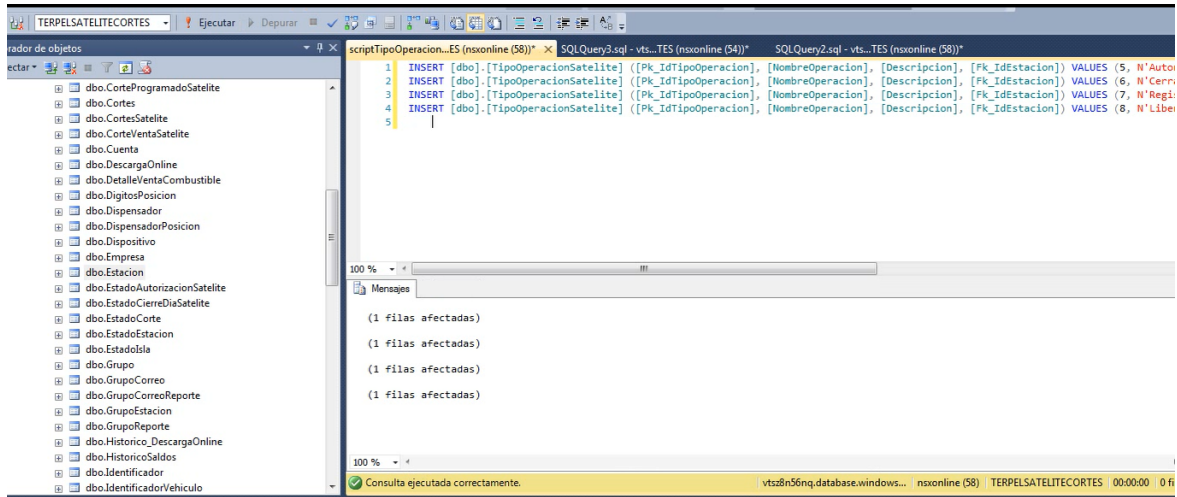 TERPELSATELITECORTES
Ejecutar
Depurar
rador de objetos
ectar
dbo.CorteProgramadoSatelite
dbo.Cortes
dbo.CortesSatelite
dbo.CorteVentaSatelite
dbo.Cuenta
dbo.DescargaOnline
dbo.DetalleVentaCombustible
dbo.DigitosPosicion
dbo.Dispensador
dbo.DispensadorPosicion
dbo.Dispositivo
dbo.Empresa
dbo.Estacion
dbo.EstadoAutorizacionSatelite
dbo.EstadoCierreDiaSatelite
dbo.EstadoCorte
dbo.EstadoEstacion
dbo.EstadoIsla
dbo.Grupo
dbo.GrupoCorreo
dbo.GrupoCorreoReporte
dbo.GrupoEstacion
dbo.GrupoReporte
dbo.Historico_DescargaOnline
dbo.HistoricoSaldos
dbo.Identificador
dbo.IdentificadorVehiculo
scriptTipoOperacion...ES (nsxonline (58))*
SQLQuery3.sql - vts...TES (nsxonline (54))*
SQLQuery2.sql - vts...TES (nsxonline (58))*
1 INSERT [dbo].[TipoOperacionSatelite] ([Pk_IdTipoOperacion], [NombreOperacion], [Descripcion], [Fk_IdEstacion]) VALUES (5, N'Auto
2 INSERT [dbo].[TipoOperacionSatelite] ([Pk_IdTipoOperacion], [NombreOperacion], [Descripcion], [Fk_IdEstacion]) VALUES (6, N'Cerra
3 INSERT [dbo].[TipoOperacionSatelite] ([Pk_IdTipoOperacion], [NombreOperacion], [Descripcion], [Fk_IdEstacion]) VALUES (7, N'Regis
4 INSERT [dbo].[TipoOperacionSatelite] ([Pk_IdTipoOperacion], [NombreOperacion], [Descripcion], [Fk_IdEstacion]) VALUES (8, N'Liber
5
100 %
Mensajes
(1 filas afectadas)
(1 filas afectadas)
(1 filas afectadas)
(1 filas afectadas)
100 %
Consulta ejecutada correctamente.
vtsz8n56nq.database.windows...
nsxonline (58)
TERPELSATELITECORTES
00:00:00
0 fi